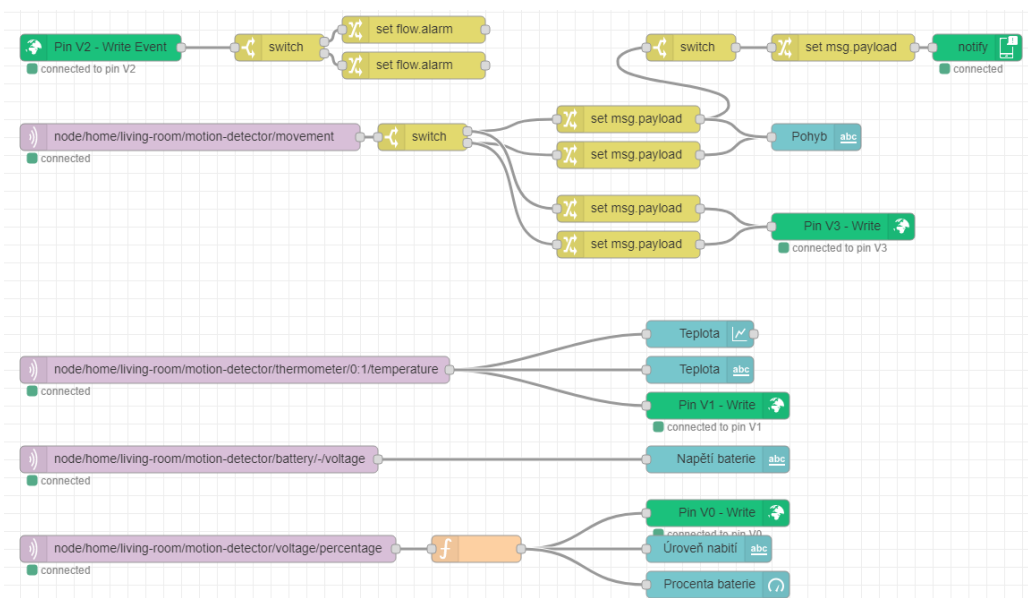 set flow.alarm
Pin V2 - Write Event
switch
switch
set msg.payload
notify
connected to pin V2
set flow.alarm
connected
set msg.payload
node/home/living-room/motion-detector/movement
switch
Pohyb abc
connected
set msg.payload
set msg.payload
Pin V3 - Write
set msg.payload
connected to pin V3
Teplota
node/home/living-room/motion-detector/thermometer/0:1/temperature
Teplota abc
connected
Pin V1 - Write
connected to pin V1
node/home/living-room/motion-detector/battery/-/voltage
Napětí baterie abc
connected
Pin V0 - Write
connected to pin V0
node/home/living-room/motion-detector/voltage/percentage
f
Úroveň nabití abc
connected
Procenta baterie